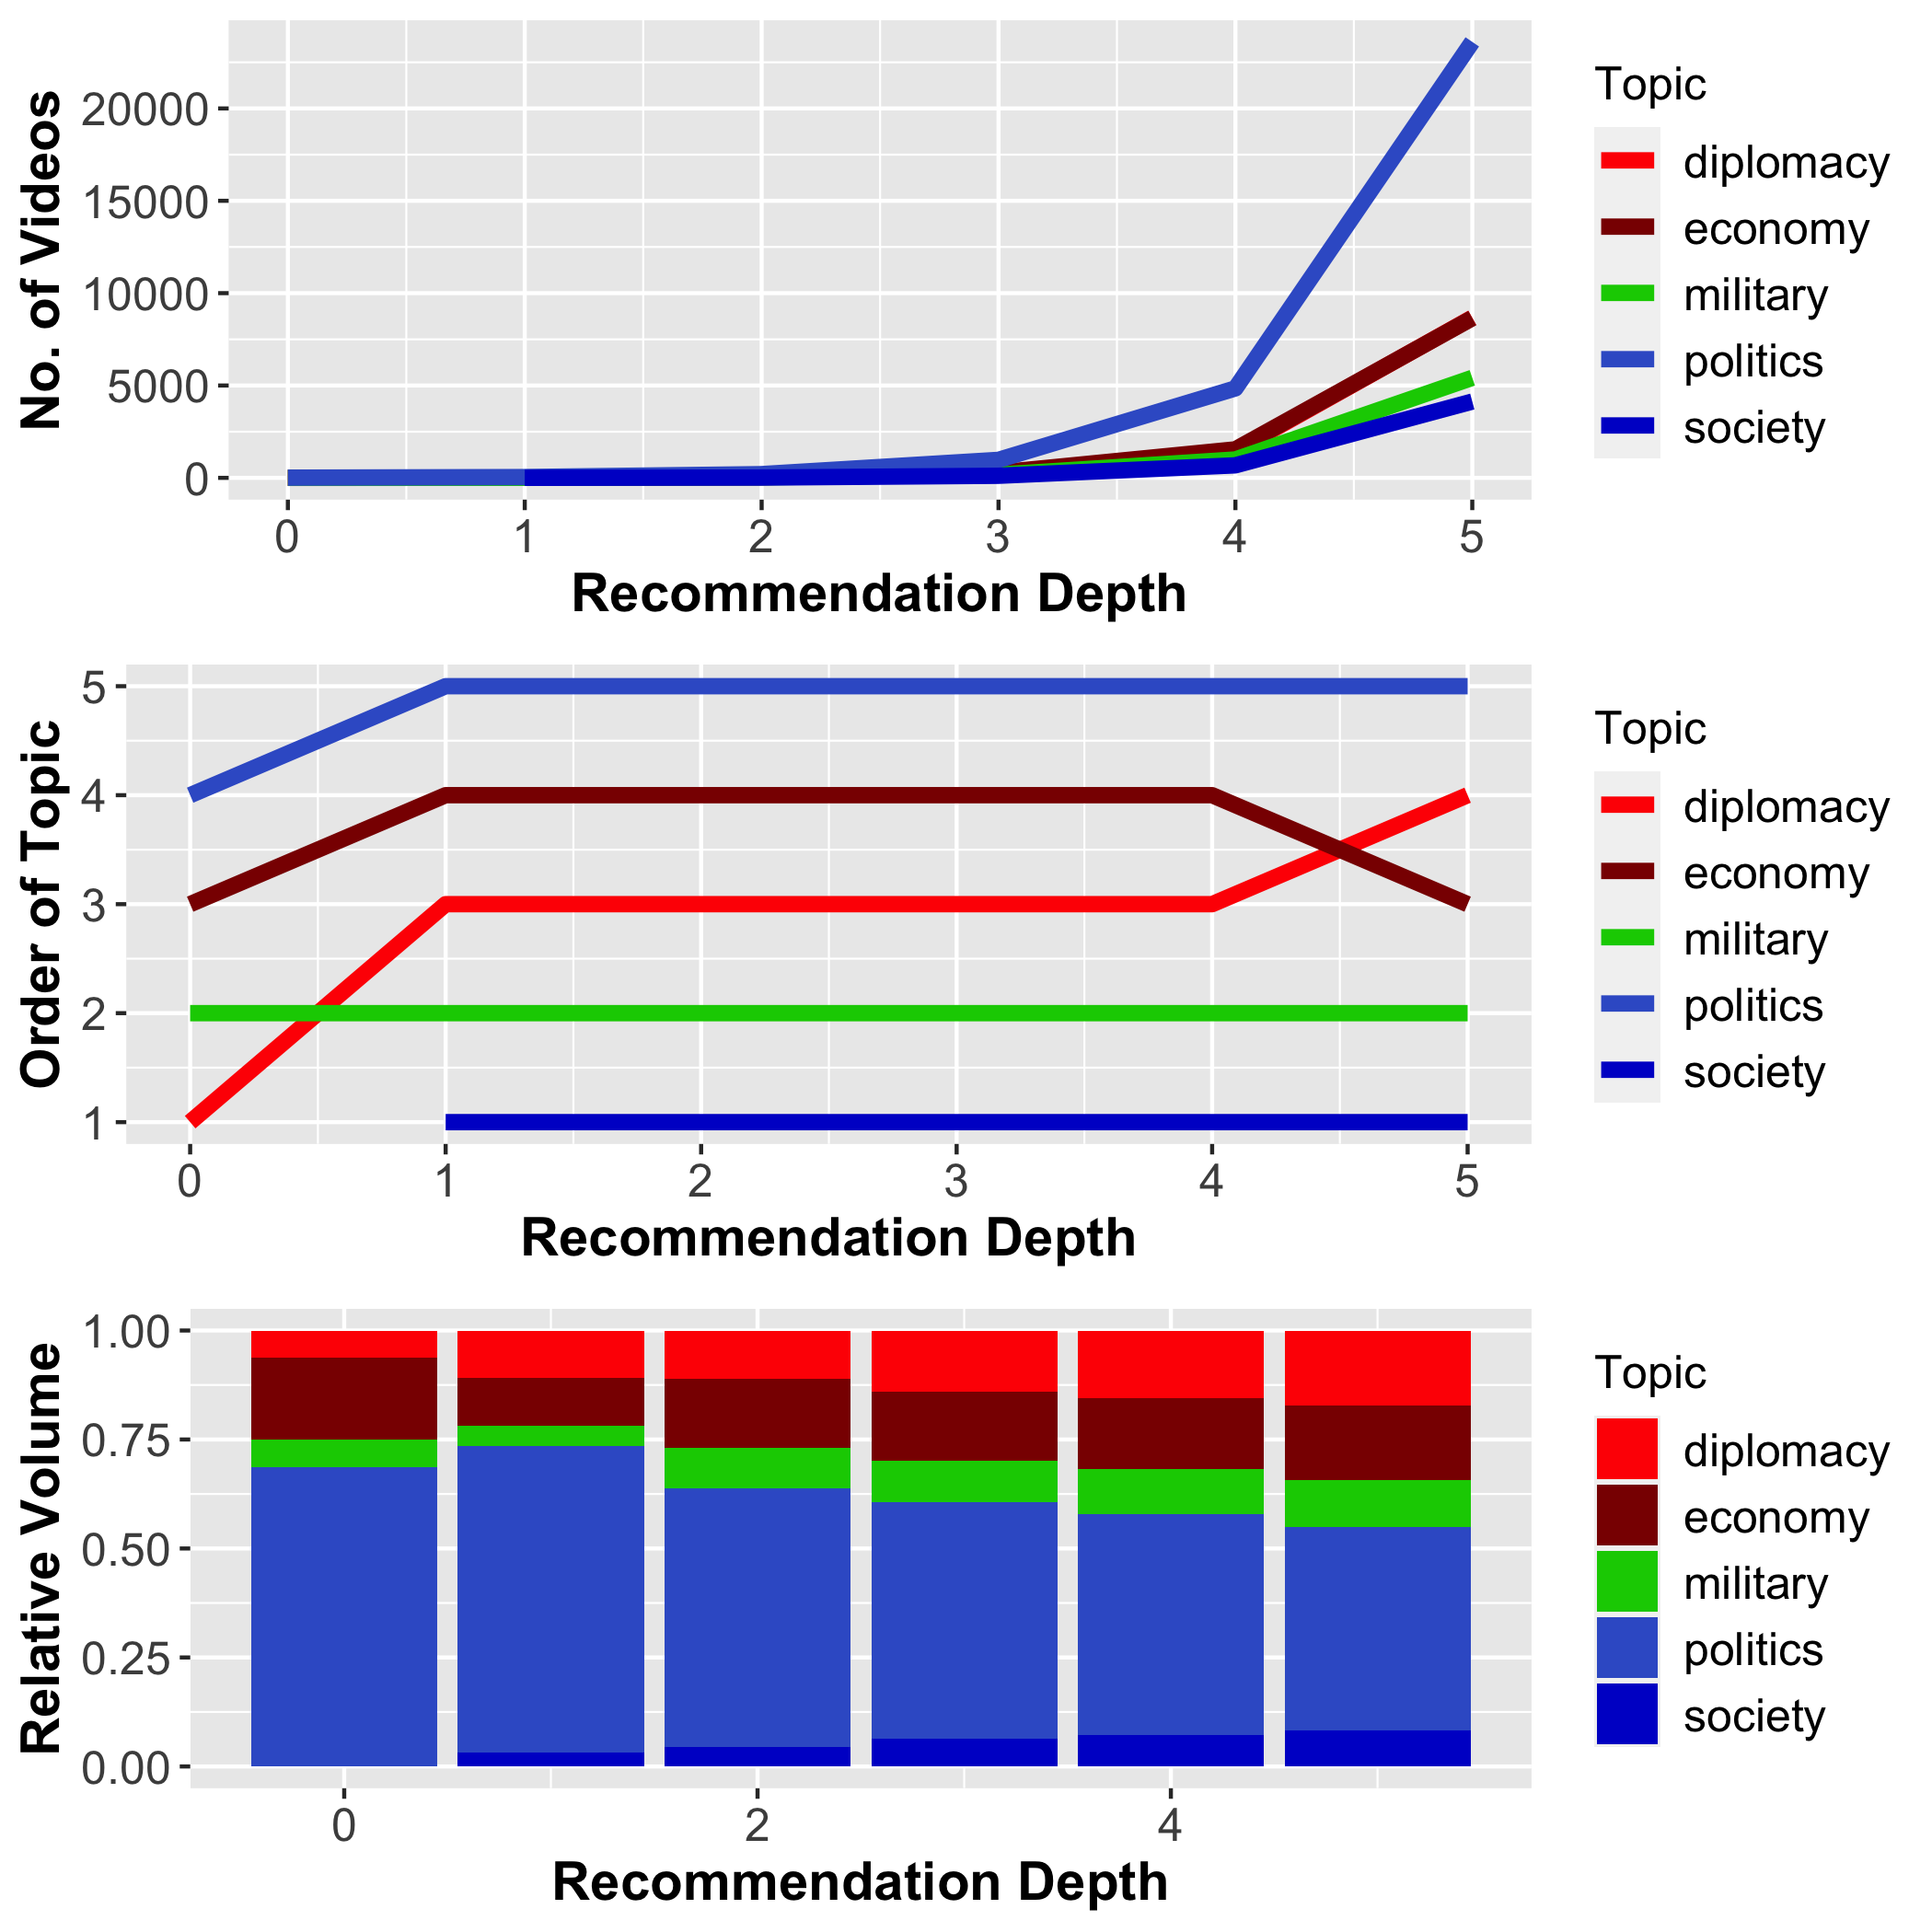 No. of Videos
20000
15000
10000
5000
0
0 1 2 3 4 5
Recommendation Depth
Topic
diplomacy
economy
military
politics
society
Order of Topic
5
4
3
2
1
0 1 2 3 4 5
Recommendation Depth
Topic
diplomacy
economy
military
politics
society
Relative Volume
1.00
0.75
0.50
0.25
0.00
0 2 4
Recommendation Depth
Topic
diplomacy
economy
military
politics
society